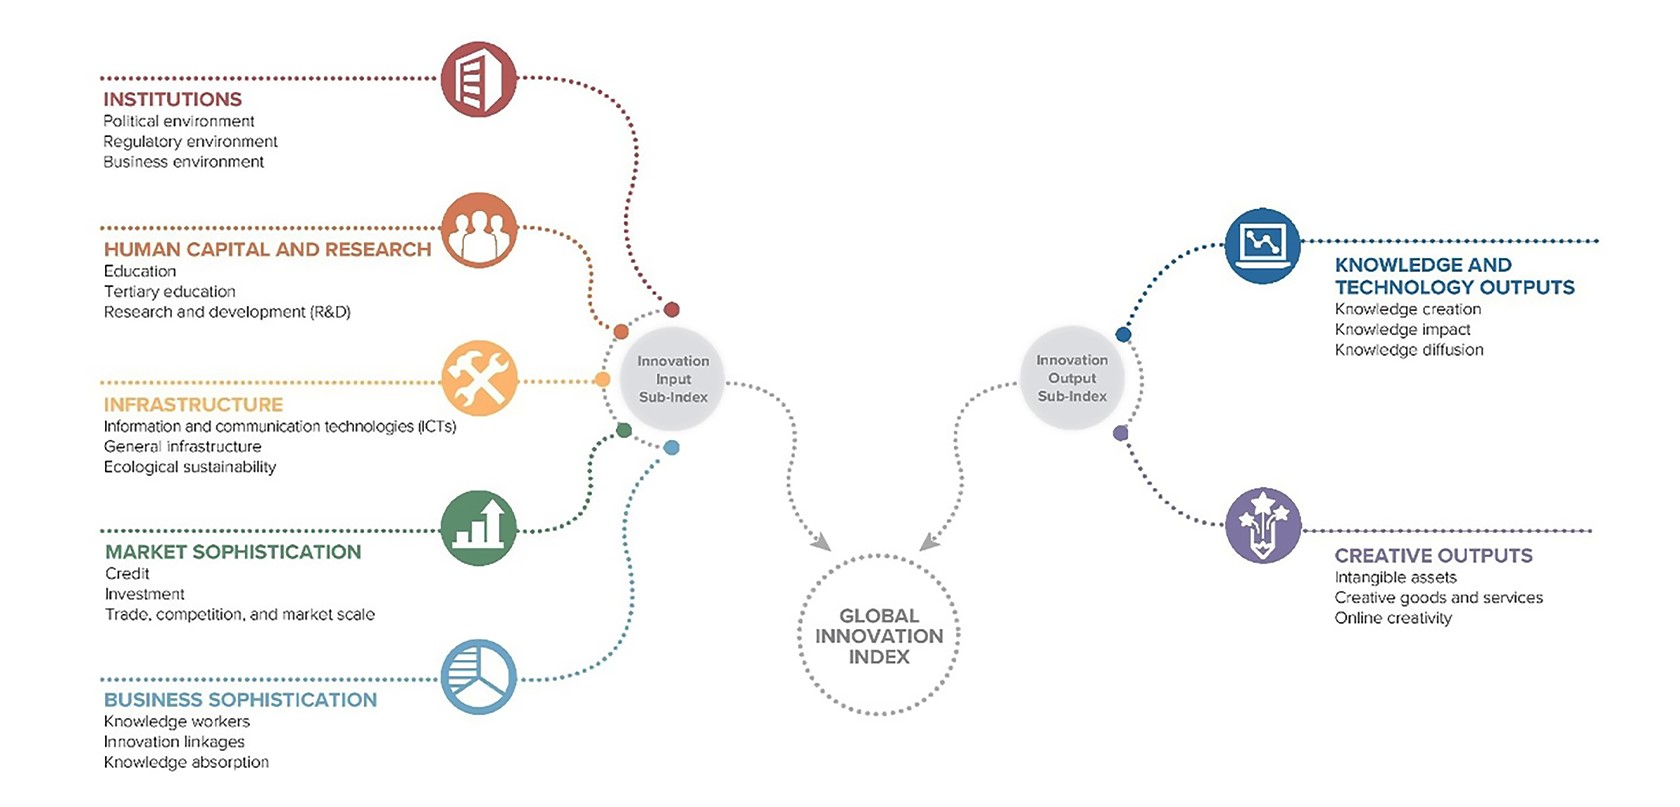 INSTITUTIONS
Political environment
Regulatory environment
Business environment
HUMAN CAPITAL AND RESEARCH
Education
Tertiary education
Research and development (R&D)
INFRASTRUCTURE
Information and communication technologies (ICTs)
General infrastructure
Ecological sustainability
MARKET SOPHISTICATION
Credit
Investment
Trade, competition, and market scale
BUSINESS SOPHISTICATION
Knowledge workers
Innovation linkages
Knowledge absorption
Innovation
Input
Sub-Index
GLOBAL
INNOVATION
INDEX
Innovation
Output
Sub-Index
KNOWLEDGE AND
TECHNOLOGY OUTPUTS
Knowledge creation
Knowledge impact
Knowledge diffusion
CREATIVE OUTPUTS
Intangible assets
Creative goods and services
Online creativity